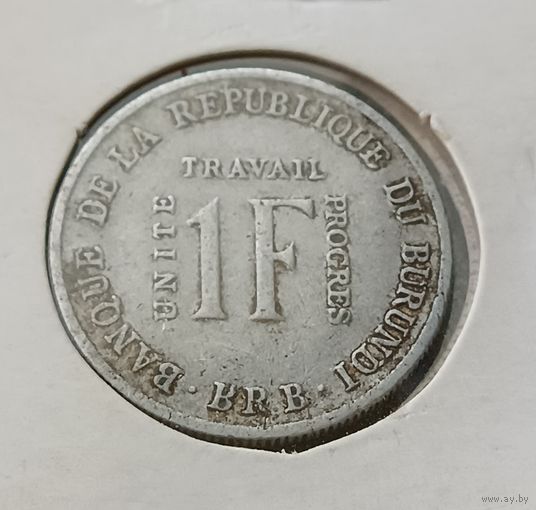 BANQUE DE LA REPUBLIQUE DU BURUNDI
TRAVAIL
UNITE
1F
PROGRES
· BRB ·
www.ay.by